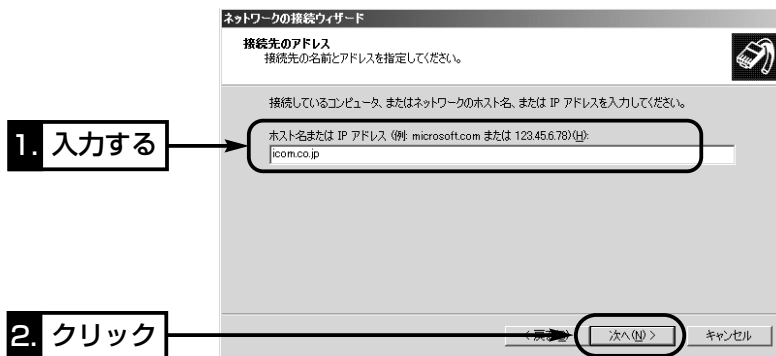 ネットワークの接続ウィザード
接続先のアドレス
接続先の名前とアドレスを指定してください。
接続しているコンピュータ、またはネットワークのホスト名、または IP アドレスを入力してください。
1. 入力する
ホスト名または IP アドレス (例: microsoft.com または 123.45.6.78)(H):
icom.co.jp
2. クリック
次へ(N) >
キャンセル